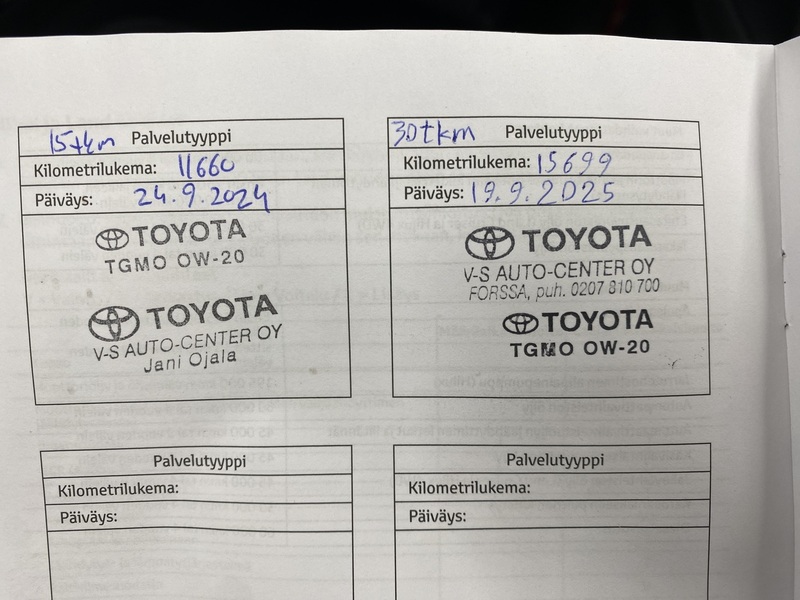 15tkm Palvelutyyppi
Kilometrilukema: 11660
Päiväys: 24.9.2024
TOYOTA
TGMO OW-20
TOYOTA
V-S AUTO-CENTER OY
Jani Ojala
30tkm Palvelutyyppi
Kilometrilukema: 15699
Päiväys: 19.9.2025
TOYOTA
V-S AUTO-CENTER OY
FORSSA, puh. 0207 810 700
TOYOTA
TGMO OW-20
Palvelutyyppi
Kilometrilukema:
Päiväys:
Palvelutyyppi
Kilometrilukema:
Päiväys: